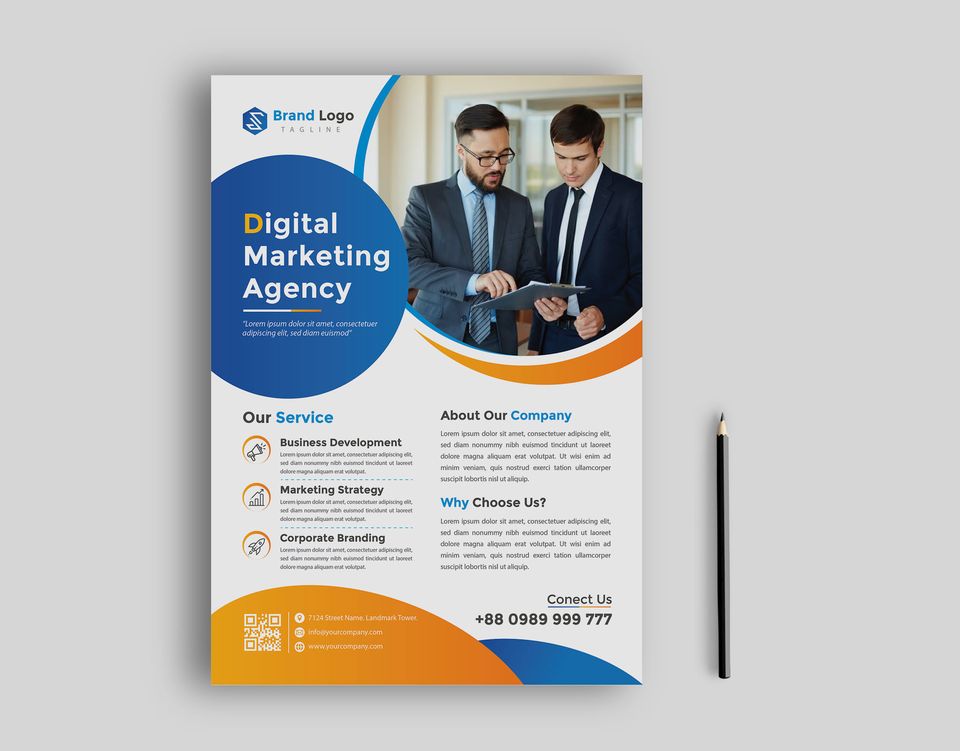 Brand Logo
TAGLINE
Digital
Marketing
Agency
"Lorem ipsum dolor sit amet, consectetuer
adipiscing elit, sed diam euismod"
Our Service
Business Development
Lorem ipsum dolor sit amet, consectetuer adipiscing elit,
sed diam nonummy nibh euismod tincidunt ut laoreet
dolore magna aliquam erat volutpat.
Marketing Strategy
Lorem ipsum dolor sit amet, consectetuer adipiscing elit,
sed diam nonummy nibh euismod tincidunt ut laoreet
dolore magna aliquam erat volutpat.
Corporate Branding
Lorem ipsum dolor sit amet, consectetuer adipiscing elit,
sed diam nonummy nibh euismod tincidunt ut laoreet
dolore magna aliquam erat volutpat.
About Our Company
Lorem ipsum dolor sit amet, consectetuer adipiscing elit,
sed diam nonummy nibh euismod tincidunt ut laoreet
dolore magna aliquam erat volutpat. Ut wisi enim ad
minim veniam, quis nostrud exerci tation ullamcorper
suscipit lobortis nisl ut aliquip.
Why Choose Us?
Lorem ipsum dolor sit amet, consectetuer adipiscing elit,
sed diam nonummy nibh euismod tincidunt ut laoreet
dolore magna aliquam erat volutpat. Ut wisi enim ad
minim veniam, quis nostrud exerci tation ullamcorper
suscipit lobortis nisl ut aliquip.
Conect Us
+88 0989 999 777
7124 Street Name, Landmark Tower.
info@yourcompany.com
www.yourcompany.com